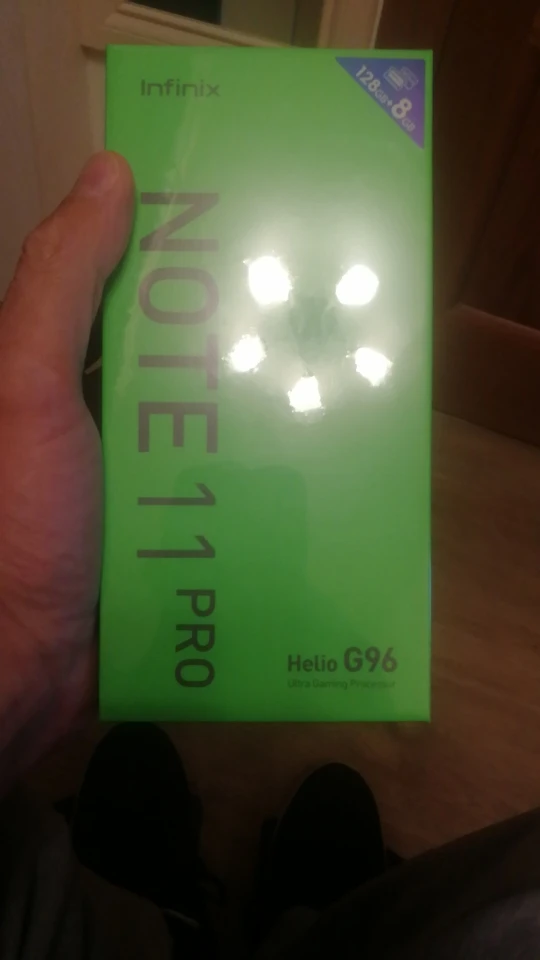 Infinix
128GB+8GB
NOTE 11 PRO
Helio G96
Ultra Gaming Processor